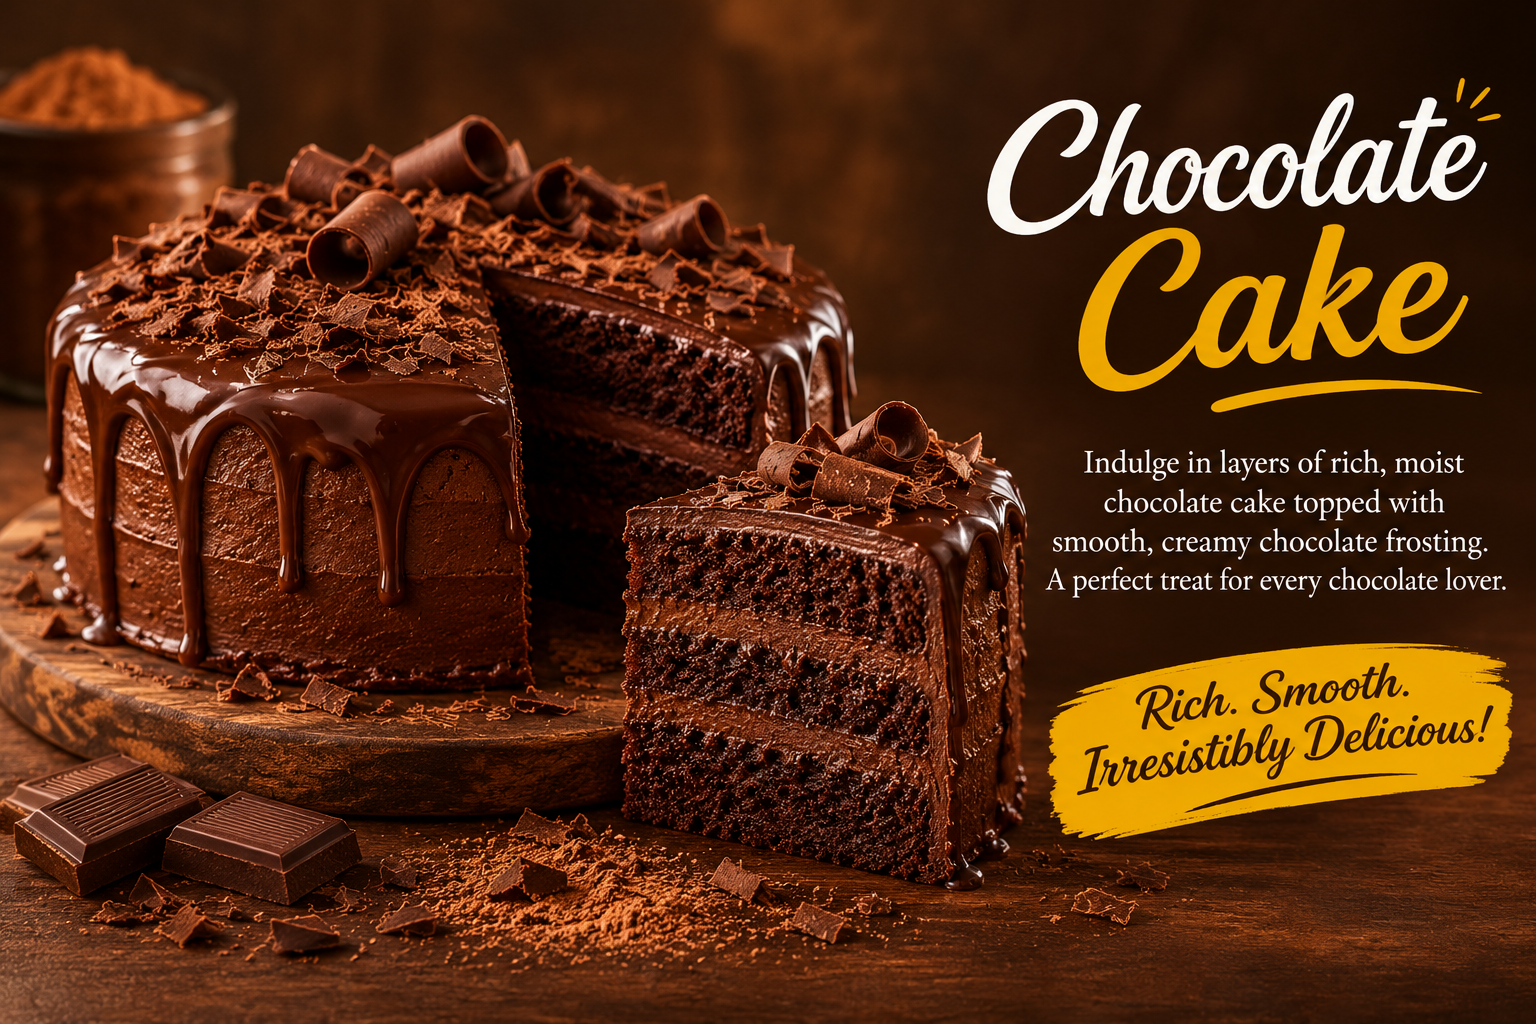 Chocolate
Cake
Indulge in layers of rich, moist
chocolate cake topped with
smooth, creamy chocolate frosting.
A perfect treat for every chocolate lover.
Rich. Smooth.
Irresistibly Delicious!